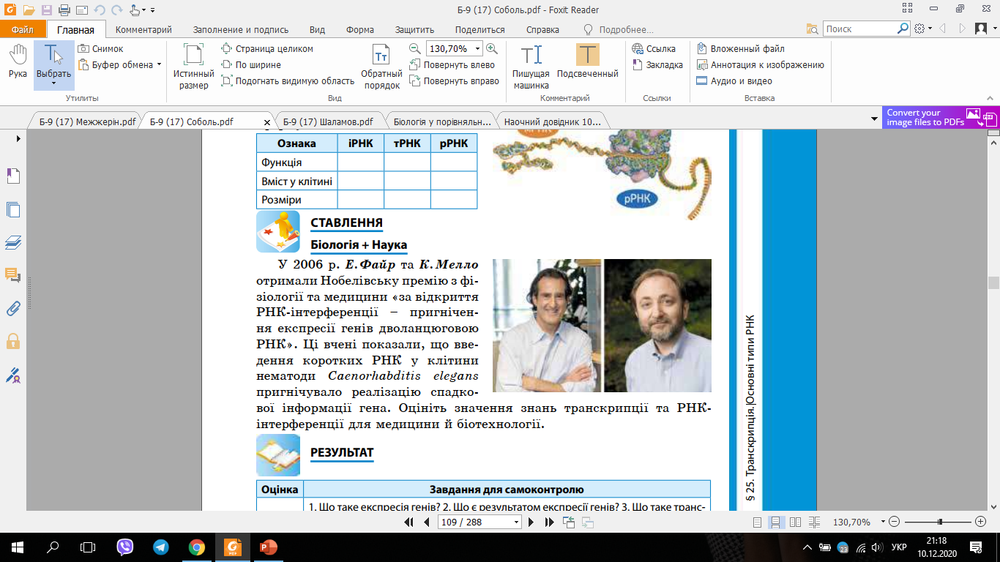 Б-9 (17) Соболь.pdf - Foxit Reader
Файл
Главная
Комментарий
Заполнение и подпись
Вид
Форма
Защитить
Поделиться
Справка
Подробнее...
Поиск
Рука
Выбрать
Снимок
Буфер обмена
Утилиты
Истинный размер
Страница целиком
По ширине
Подогнать видимую область
Обратный порядок
130,70%
Повернуть влево
Повернуть вправо
Вид
Пишущая машинка
Подсвеченный
Комментарий
Ссылка
Закладка
Ссылки
Вложенный файл
Аннотация к изображению
Аудио и видео
Вставка
Б-9 (17) Межжерін.pdf
Б-9 (17) Соболь.pdf
Б-9 (17) Шаламов.pdf
Біологія у порівняльн...
Наочний довідник 10...
Convert your
image files to PDFs
Ознака іРНК тРНК рРНК
Функція
Вміст у клітині
Розміри
рРНК
СТАВЛЕННЯ
Біологія + Наука
У 2006 р. Е.Файр та К.Мелло
отримали Нобелівську премію з фі-
зіології та медицини «за відкриття
РНК-інтерференції – пригнічен-
ня експресії генів дволанцюговою
РНК». Ці вчені показали, що вве-
дення коротких РНК у клітини
нематоди Caenorhabditis elegans
пригнічувало реалізацію спадко-
вої інформації гена. Оцініть значення знань транскрипції та РНК-
інтерференції для медицини й біотехнології.
РЕЗУЛЬТАТ
Оцінка Завдання для самоконтролю
1. Що таке експресія генів? 2. Що є результатом експресії генів? 3. Що таке транс-
§ 25. Транскрипція. Основні типи РНК
109 / 288
130,70%
23
УКР
21:18
10.12.2020